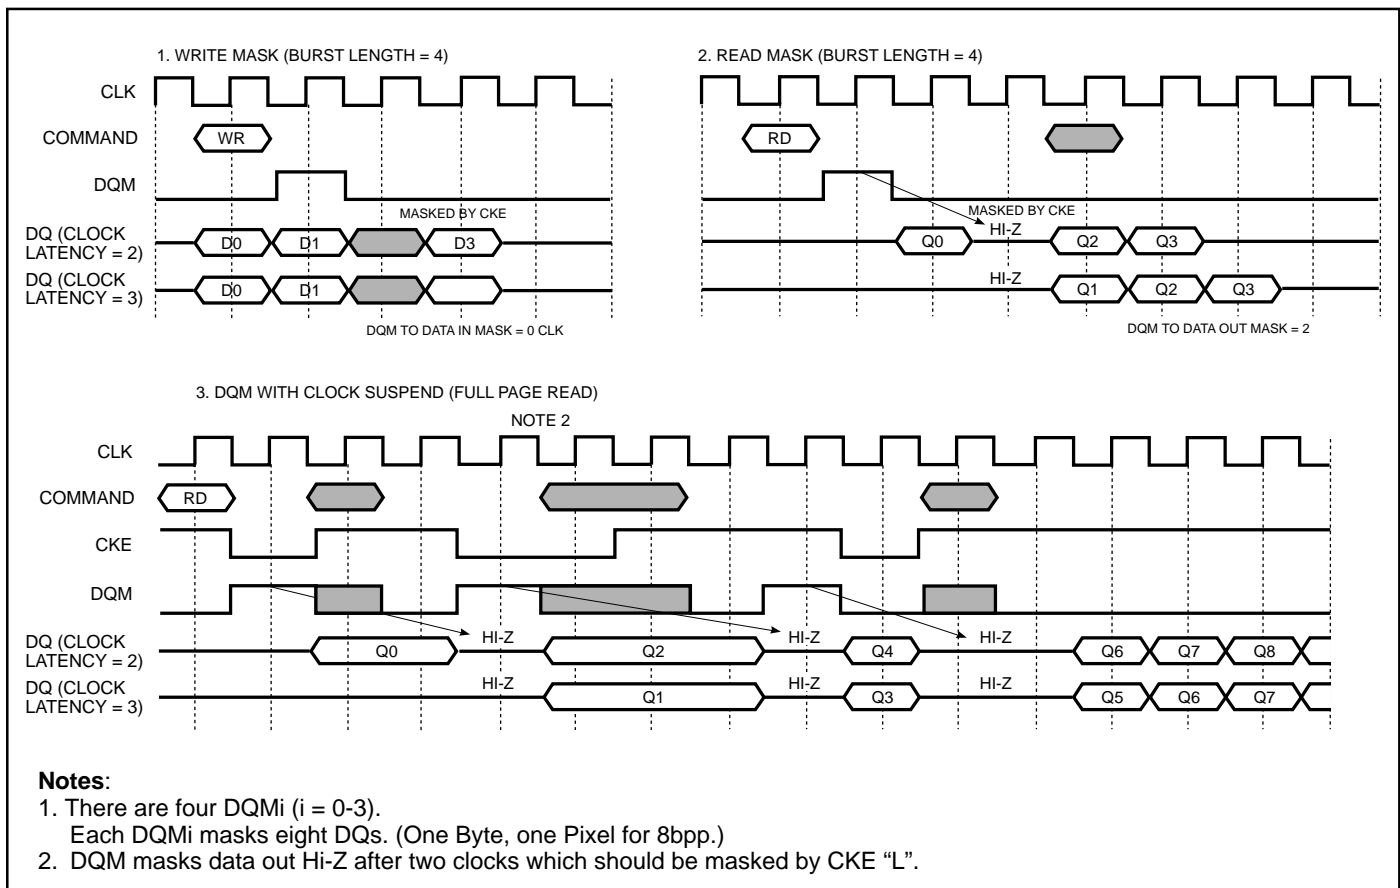 1. WRITE MASK (BURST LENGTH = 4)
CLK
COMMAND
WR
DQM
MASKED BY CKE
DQ (CLOCK
LATENCY = 2)
D0 D1 D3
DQ (CLOCK
LATENCY = 3)
D0 D1
DQM TO DATA IN MASK = 0 CLK
2. READ MASK (BURST LENGTH = 4)
RD
MASKED BY CKE
HI-Z
Q0 Q2 Q3
HI-Z
Q1 Q2 Q3
DQM TO DATA OUT MASK = 2
3. DQM WITH CLOCK SUSPEND (FULL PAGE READ)
NOTE 2
CLK
COMMAND
RD
CKE
DQM
HI-Z HI-Z HI-Z
DQ (CLOCK
LATENCY = 2)
Q0 Q2 Q4 Q6 Q7 Q8
HI-Z HI-Z HI-Z
DQ (CLOCK
LATENCY = 3)
Q1 Q3 Q5 Q6 Q7
Notes:
1. There are four DQMi (i = 0-3).
Each DQMi masks eight DQs. (One Byte, one Pixel for 8bpp.)
2. DQM masks data out Hi-Z after two clocks which should be masked by CKE “L”.